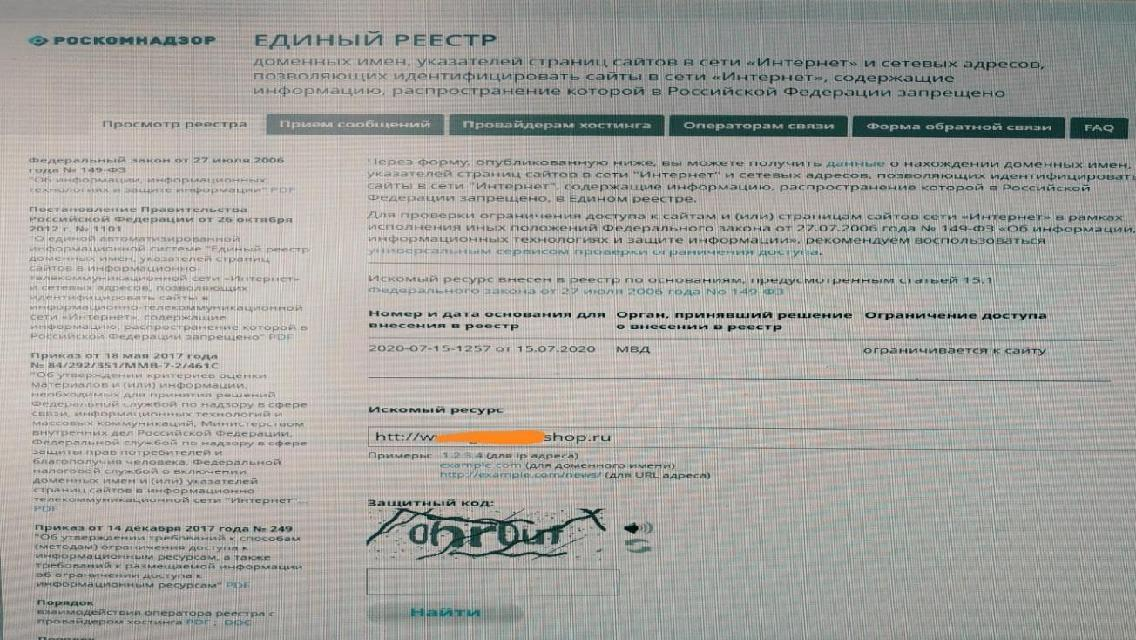 РОСКОМНАДЗОР
ЕДИНЫЙ РЕЕСТР
доменных имен, указателей страниц сайтов в сети «Интернет» и сетевых адресов,
позволяющих идентифицировать сайты в сети «Интернет», содержащие
информацию, распространение которой в Российской Федерации запрещено
Просмотр реестра
Прием сообщений
Провайдерам хостинга
Операторам связи
Форма обратной связи
FAQ
Федеральный закон от 27 июля 2006
года № 149-ФЗ
"Об информации, информационных
технологиях и защите информации" PDF
Постановление Правительства
Российской Федерации от 26 октября
2012 г. № 1101
"О единой автоматизированной
информационной системе "Единый реестр
доменных имен, указателей страниц
сайтов в информационно
телекоммуникационной сети «Интернет»
и сетевых адресов, позволяющих
идентифицировать сайты в
информационно-телекоммуникационной
сети «Интернет», содержащие
информацию, распространение которой в
Российской Федерации запрещено" PDF
Приказ от 18 мая 2017 года
№ 84/292/351/ММВ-7-2/461С
"Об утверждении критериев оценки
материалов и (или) информации,
необходимых для принятия решений
Федеральной службой по надзору в сфере
связи, информационных технологий и
массовых коммуникаций, Министерством
внутренних дел Российской Федерации,
Федеральной службой по надзору в сфере
защиты прав потребителей и
благополучия человека, Федеральной
налоговой службой о включении
доменных имен и (или) указателей
страниц сайтов в информационно
телекоммуникационной сети "Интернет"...
PDF
Приказ от 14 декабря 2017 года № 249
"Об утверждении требований к способам
(методам) ограничения доступа к
информационным ресурсам, а также
требований к размещаемой информации
об ограничении доступа к
информационным ресурсам" PDF
Порядок
взаимодействия оператора реестра с
провайдером хостинга PDF ; DOC
Через форму, опубликованную ниже, вы можете получить данные о нахождении доменных имен,
указателей страниц сайтов в сети "Интернет" и сетевых адресов, позволяющих идентифицировать
сайты в сети "Интернет", содержащие информацию, распространение которой в Российской
Федерации запрещено, в Едином реестре.
Для проверки ограничения доступа к сайтам и (или) страницам сайтов сети «Интернет» в рамках
исполнения иных положений Федерального закона от 27.07.2006 года № 149-ФЗ «Об информации,
информационных технологиях и защите информации», рекомендуем воспользоваться
универсальным сервисом проверки ограничения доступа.
Искомый ресурс внесен в реестр по основаниям, предусмотренным статьей 15.1
Федерального закона от 27 июля 2006 года No 149-ФЗ
Номер и дата основания для внесения в реестр
Орган, принявший решение о внесении в реестр
Ограничение доступа
2020-07-15-1257 от 15.07.2020
МВД
ограничивается к сайту
Искомый ресурс
htt://w shop.ru
Примеры: 1.2.3.4 (для ip адреса)
example.com (для доменного имени)
http://example.com/news/ (для URL адреса)
Защитный код:
Найти